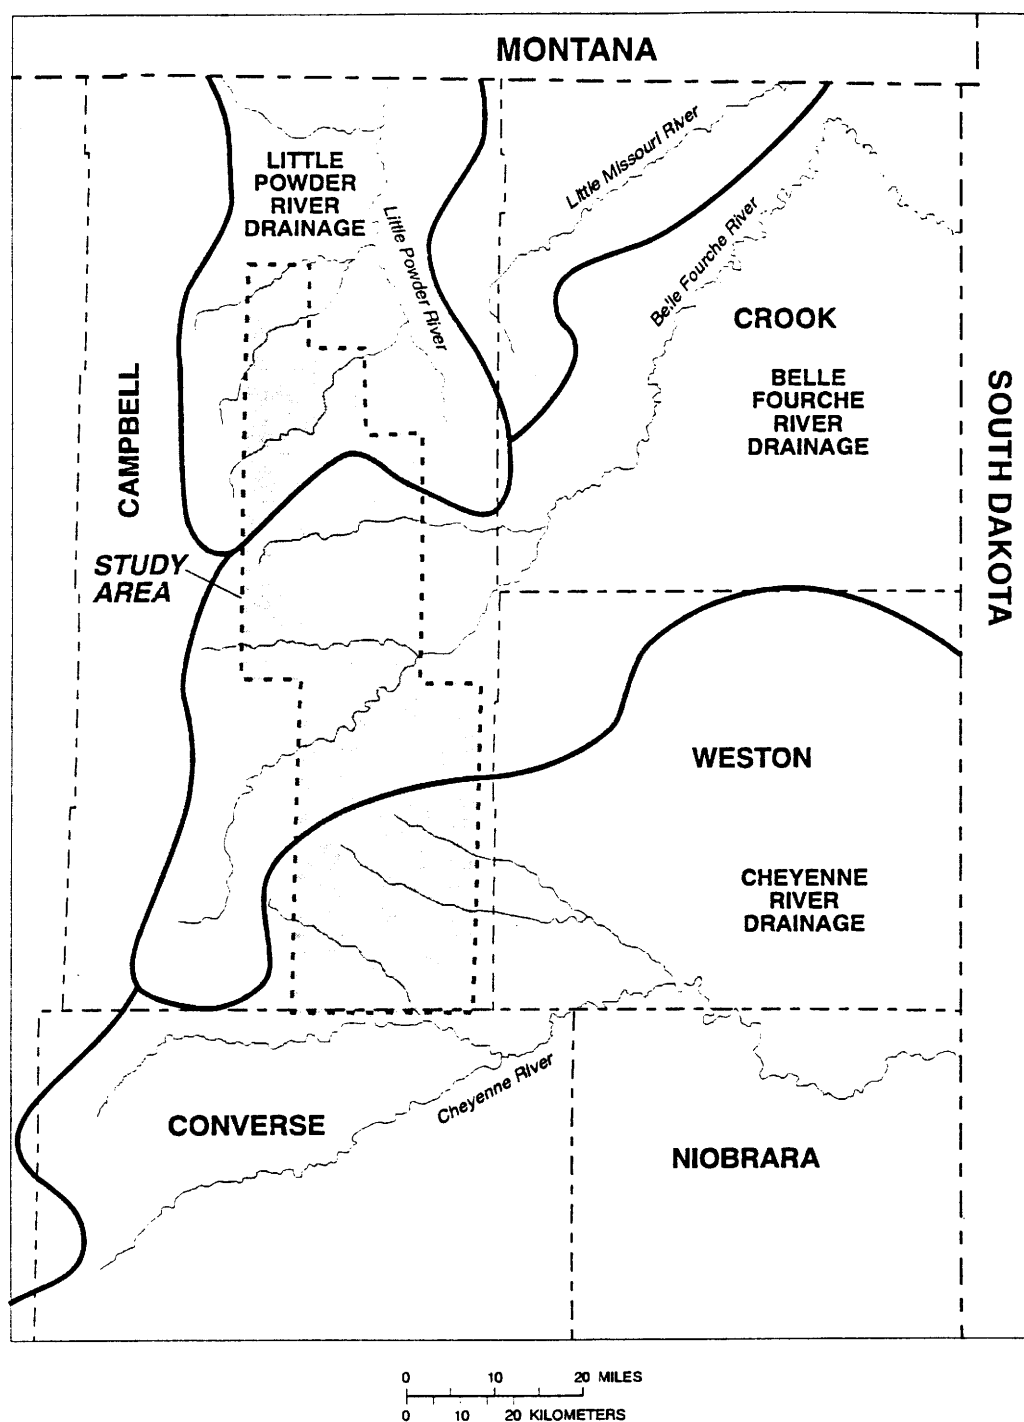 MONTANA
LITTLE
POWDER
RIVER
DRAINAGE
Little Powder River
Little Missouri River
Belle Fourche River
CROOK
BELLE
FOURCHE
RIVER
DRAINAGE
CAMPBELL
SOUTH DAKOTA
STUDY
AREA
WESTON
CHEYENNE
RIVER
DRAINAGE
Cheyenne River
CONVERSE
NIOBRARA
0 10 20 MILES
0 10 20 KILOMETERS